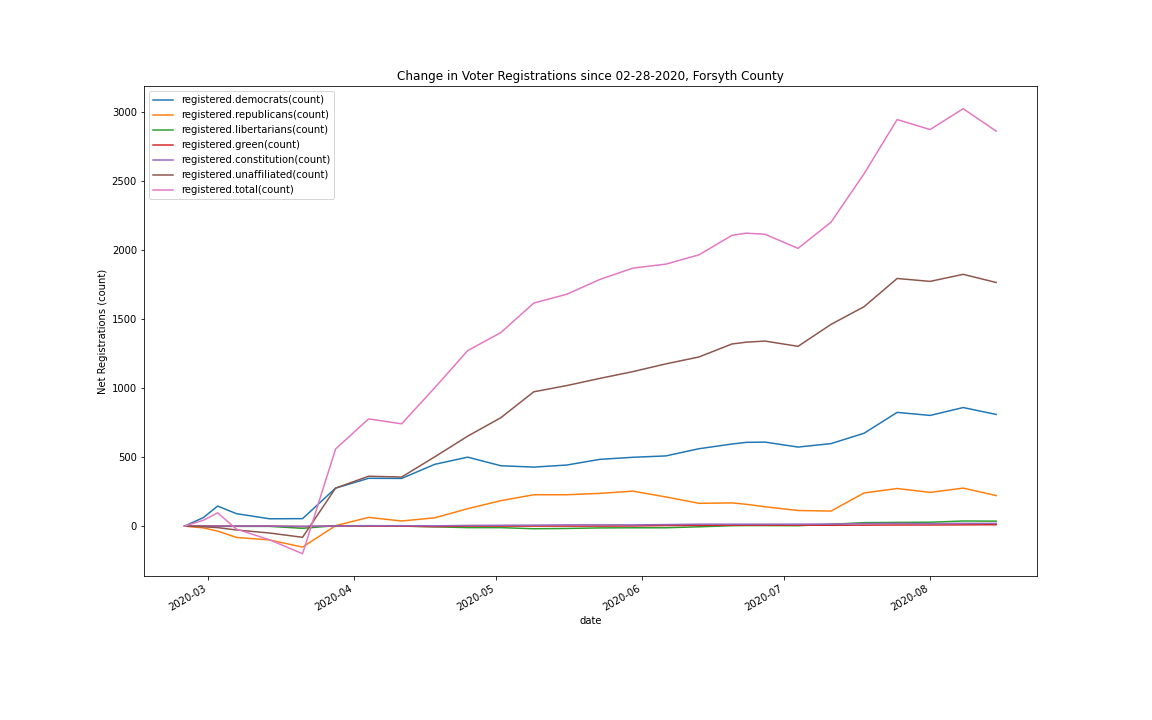 Change in Voter Registrations since 02-28-2020, Forsyth County
registered.democrats(count)
registered.republicans(count)
registered.libertarians(count)
registered.green(count)
registered.constitution(count)
registered.unaffiliated(count)
registered.total(count)
3000
2500
2000
1500
1000
500
0
Net Registrations (count)
2020-03
2020-04
2020-05
2020-06
2020-07
2020-08
date